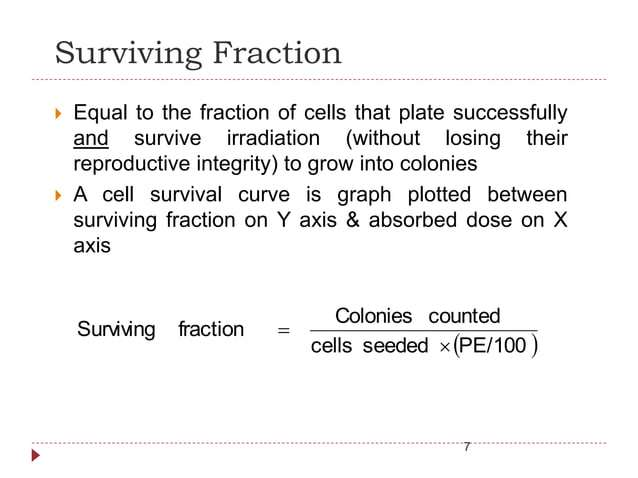 Surviving Fraction
Equal to the fraction of cells that plate successfully
and survive irradiation (without losing their
reproductive integrity) to grow into colonies
A cell survival curve is graph plotted between
surviving fraction on Y axis & absorbed dose on X
axis
Surviving fraction = Colonies counted
cells seeded ×(PE/100)
7